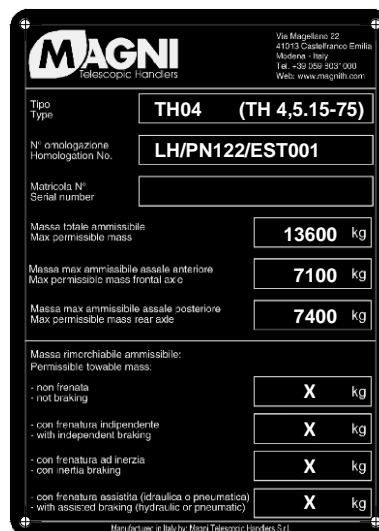 MAGNI
Telescopic Handlers
Via Magellano 22
41013 Castelfranco Emilia
Modena - Italy
Tel. +39 059 8031000
Web: www.magnith.com
Tipo
Type
TH04 (TH 4,5.15-75)
N° omologazione
Homologation No.
LH/PN122/EST001
Matricola N°
Serial number
Massa totale ammissibile
Max permissible mass
13600 kg
Massa max ammissibile assale anteriore
Max permissible mass frontal axle
7100 kg
Massa max ammissibile assale posteriore
Max permissible mass rear axle
7400 kg
Massa rimorchiabile ammissibile:
Permissible towable mass:
- non frenata
- not braking
X kg
- con frenatura indipendente
- with independent braking
X kg
- con frenatura ad inerzia
- con inertia braking
X kg
- con frenatura assistita (idraulica o pneumatica)
- with assisted braking (hydraulic or pneumatic)
X kg
Manufactured in Italy by: Magni Telescopic Handlers S.r.l.